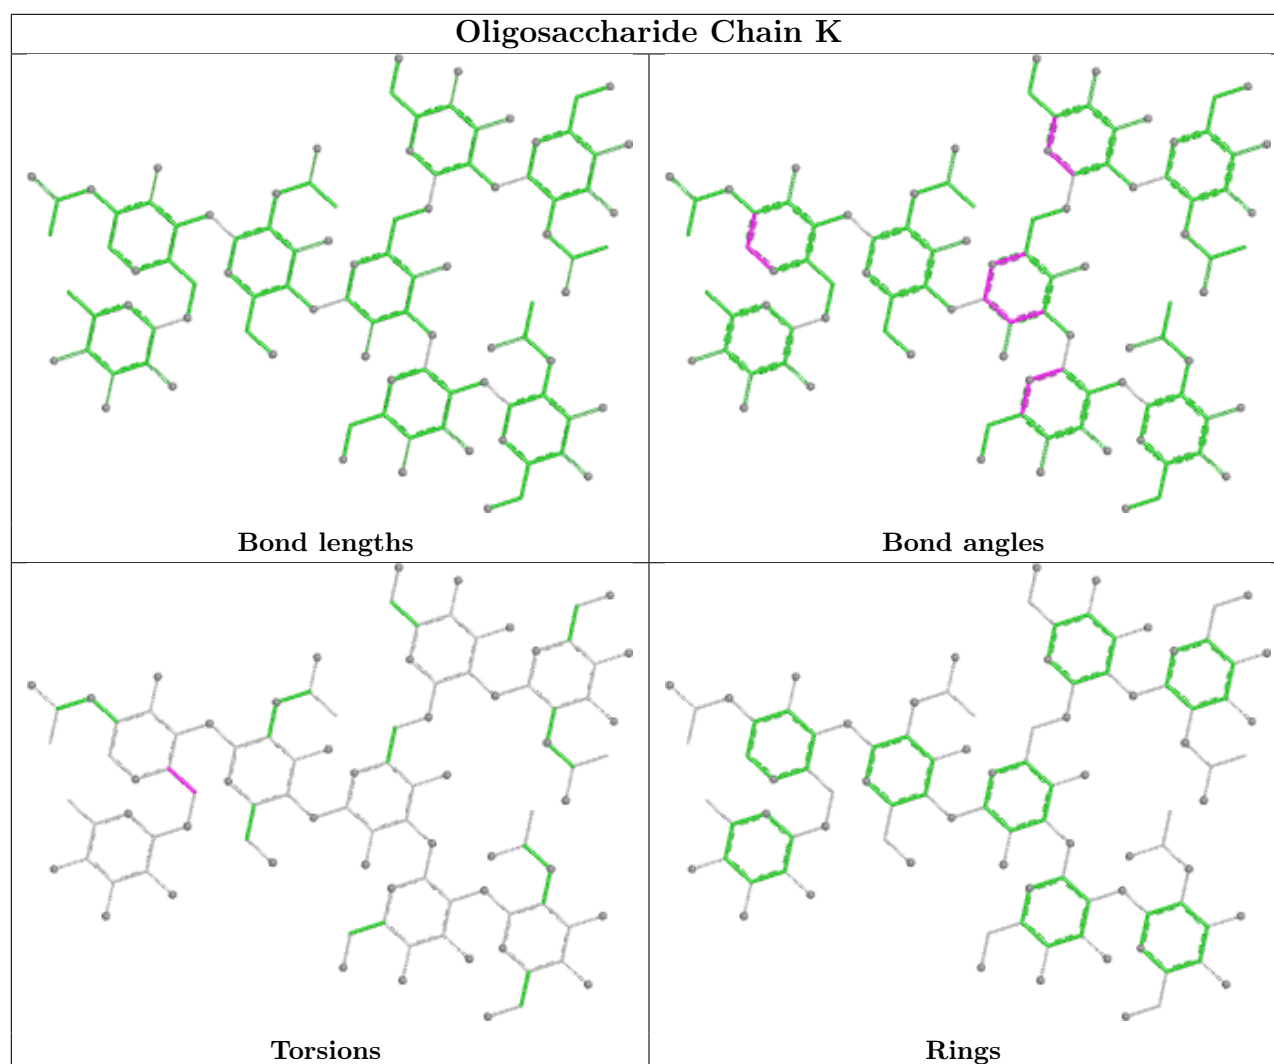 Oligosaccharide Chain K
Bond lengths
Bond angles
Torsions
Rings